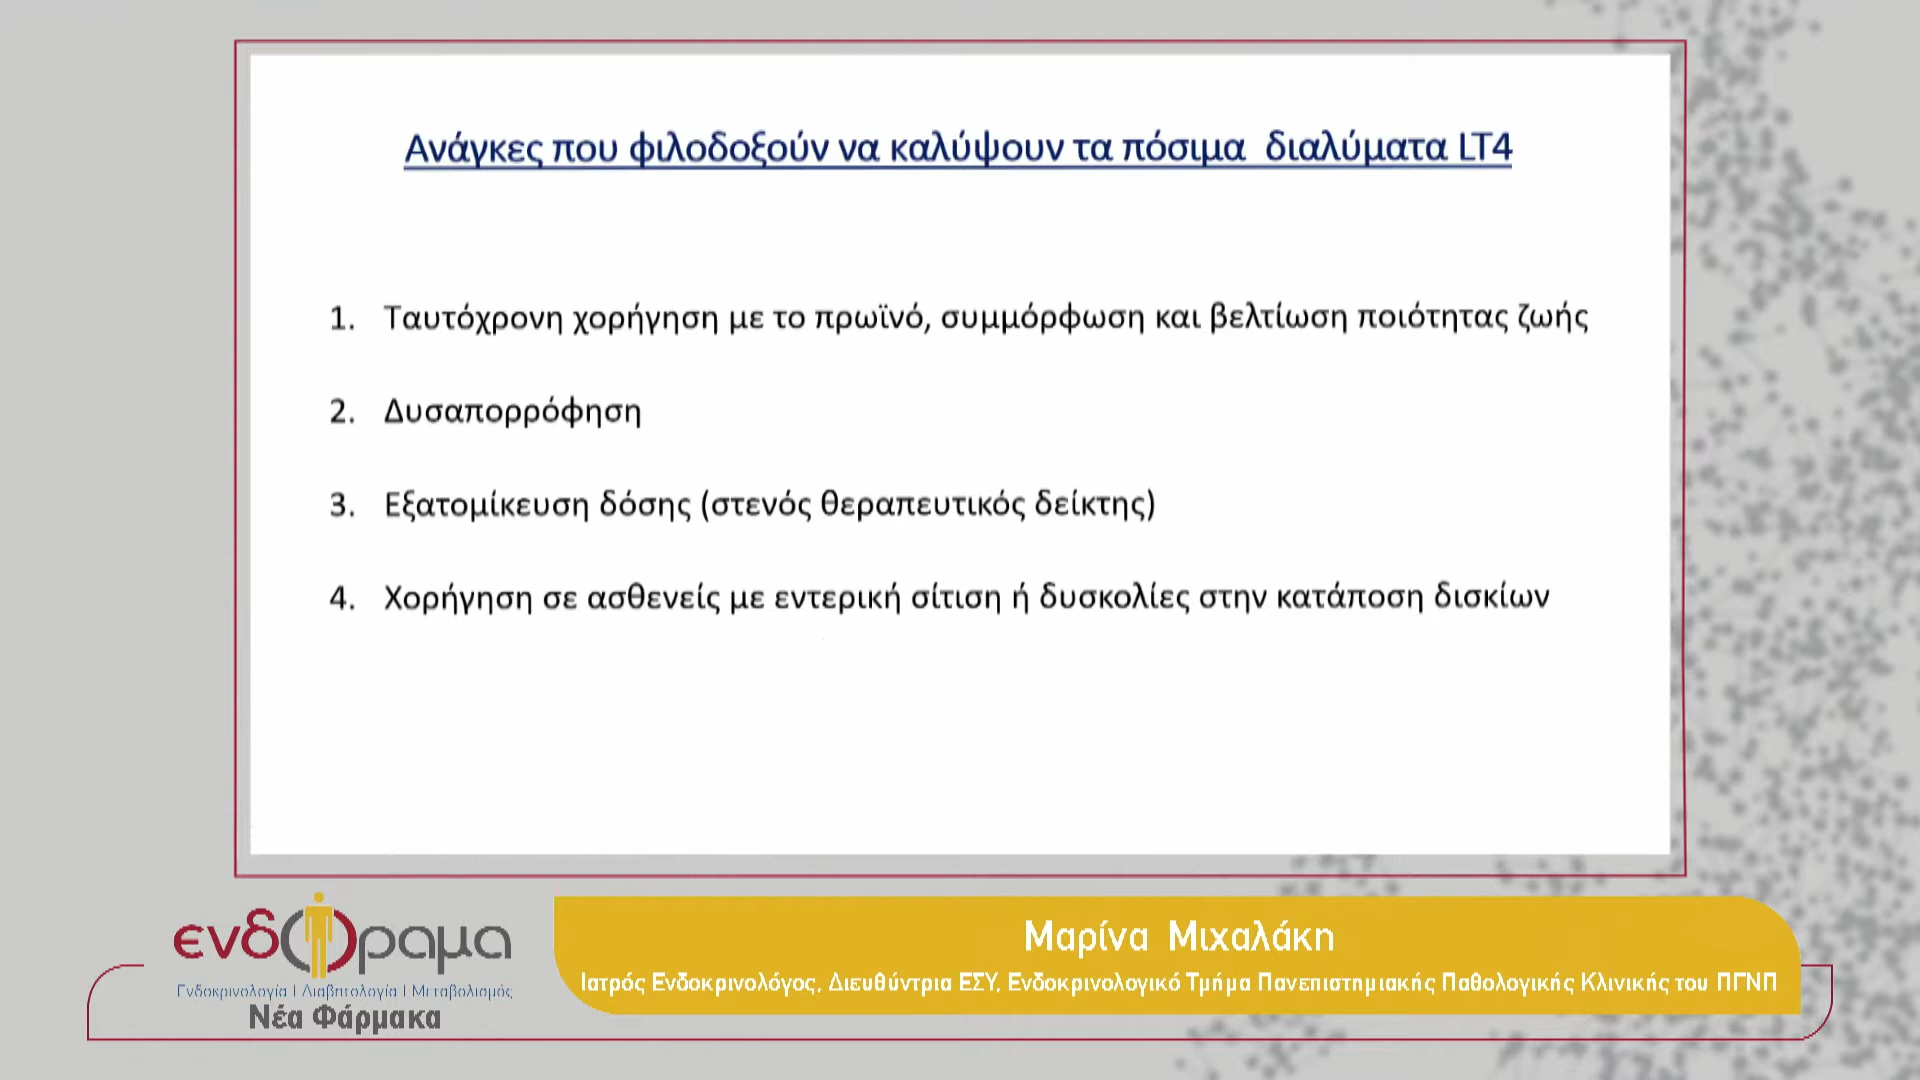 Ανάγκες που φιλοδοξούν να καλύψουν τα πόσιμα διαλύματα LT4
1. Ταυτόχρονη χορήγηση με το πρωϊνό, συμμόρφωση και βελτίωση ποιότητας ζωής
2. Δυσαπορρόφηση
3. Εξατομίκευση δόσης (στενός θεραπευτικός δείκτης)
4. Χορήγηση σε ασθενείς με εντερική σίτιση ή δυσκολίες στην κατάποση δισκίων
ενδόραμα
Ενδοκρινολογία | Διαβητολογία | Μεταβολισμός
Νέα Φάρμακα
Μαρίνα Μιχαλάκη
Ιατρός Ενδοκρινολόγος, Διευθύντρια ΕΣΥ, Ενδοκρινολογικό Τμήμα Πανεπιστημιακής Παθολογικής Κλινικής του ΠΓΝΠ